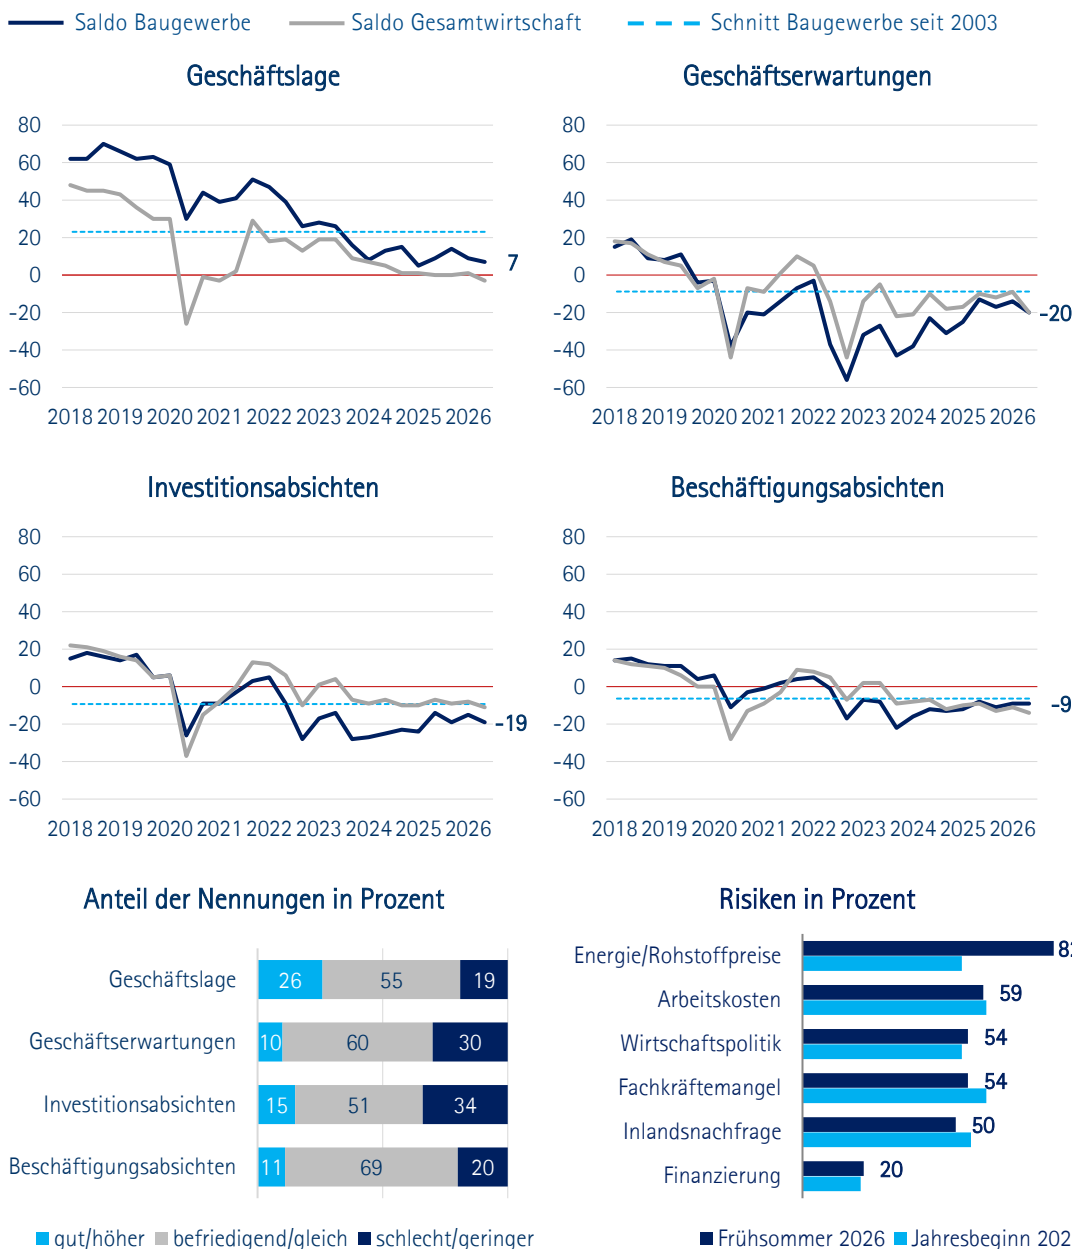 Saldo Baugewerbe Saldo Gesamtwirtschaft Schnitt Baugewerbe seit 2003
Geschäftslage
80
60
40
20
0
-20
-40
-60
7
2018 2019 2020 2021 2022 2023 2024 2025 2026
Geschäftserwartungen
80
60
40
20
0
-20
-40
-60
-20
2018 2019 2020 2021 2022 2023 2024 2025 2026
Investitionsabsichten
80
60
40
20
0
-20
-40
-60
-19
2018 2019 2020 2021 2022 2023 2024 2025 2026
Beschäftigungsabsichten
80
60
40
20
0
-20
-40
-60
-9
2018 2019 2020 2021 2022 2023 2024 2025 2026
Anteil der Nennungen in Prozent
Geschäftslage 26 55 19
Geschäftserwartungen 10 60 30
Investitionsabsichten 15 51 34
Beschäftigungsabsichten 11 69 20
gut/höher befriedigend/gleich schlecht/geringer
Risiken in Prozent
Energie/Rohstoffpreise
Arbeitskosten 59
Wirtschaftspolitik 54
Fachkräftemangel 54
Inlandsnachfrage 50
Finanzierung 20
Frühsommer 2026 Jahresbeginn